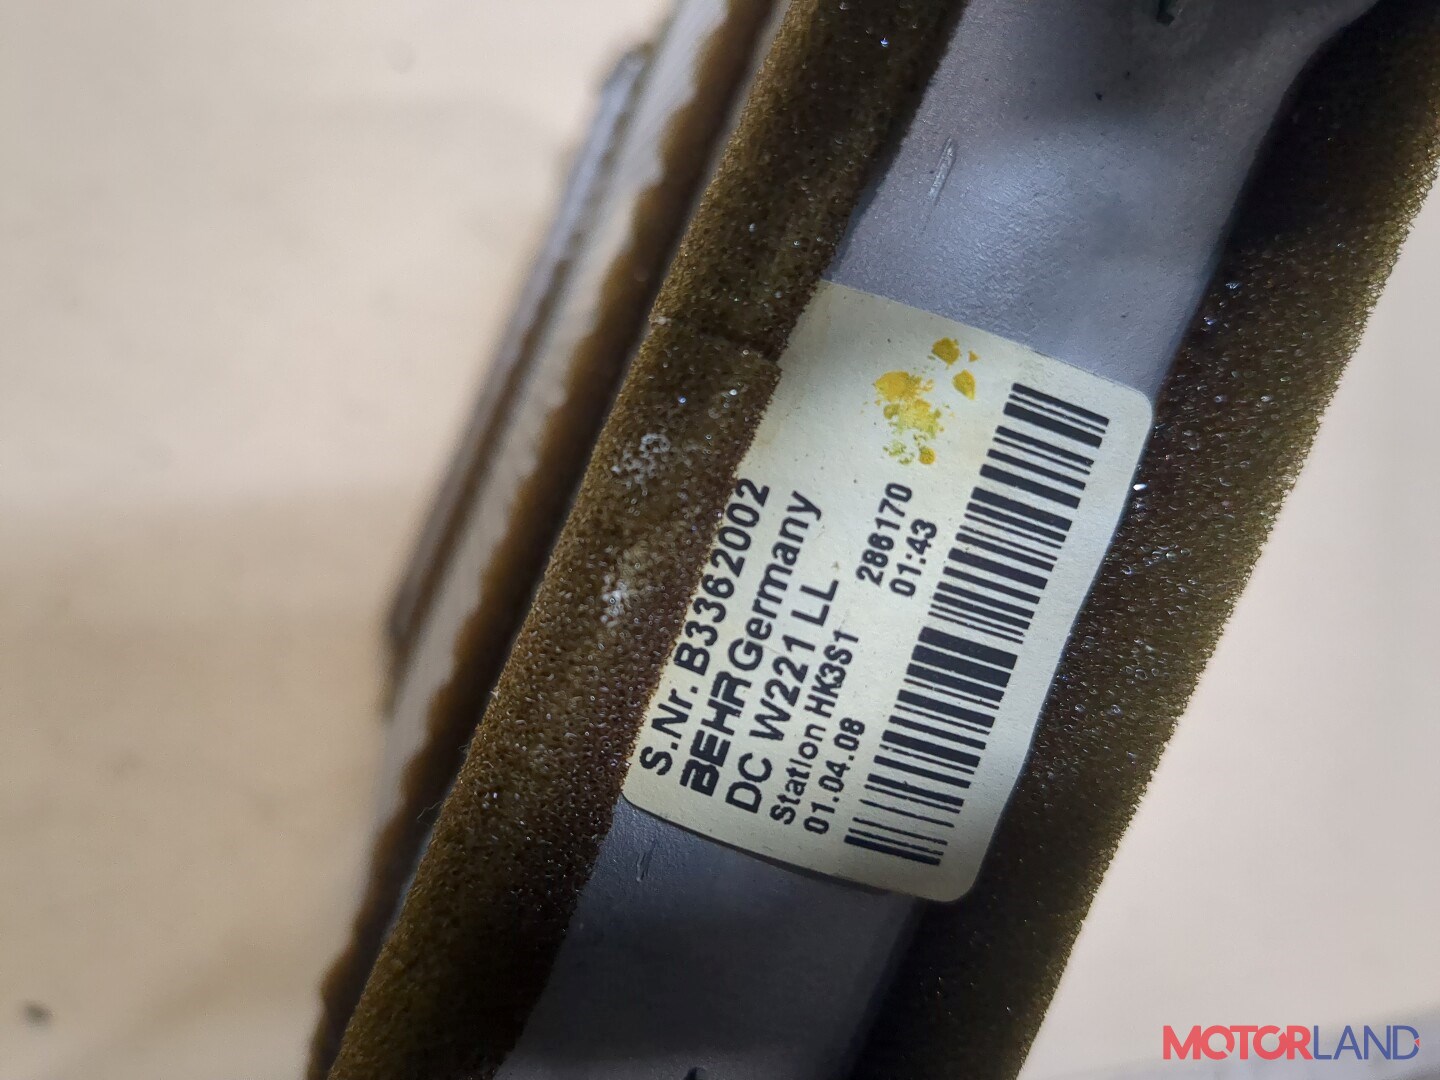 S.Nr. B3362002
BEHR Germany
DC W221 LL
Station HK3S1 286170
01.04.08 01:43
MOTORLAND